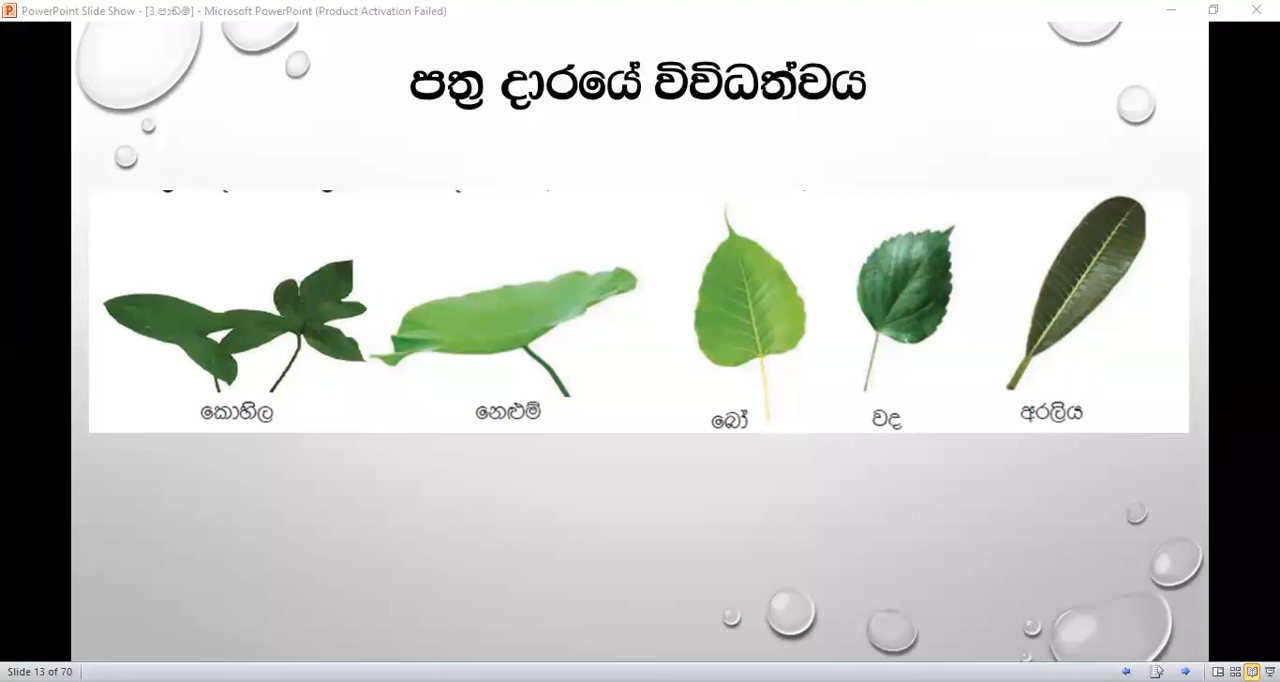 PowerPoint Slide Show - [3 පාඩම] - Microsoft PowerPoint (Product Activation Failed)
පත්‍ර දාරයේ විවිධත්වය
කොහිල
නෙළුම්
බෝ
වද
අරලිය
Slide 13 of 70